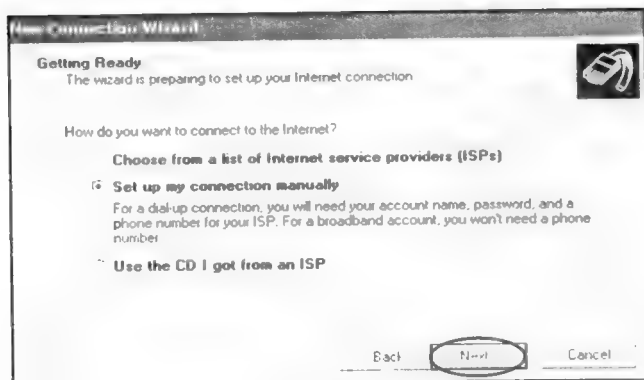 New Connection Wizard
Getting Ready
The wizard is preparing to set up your Internet connection
How do you want to connect to the Internet?
Choose from a list of Internet service providers (ISPs)
Set up my connection manually
For a dial-up connection, you will need your account name, password, and a
phone number for your ISP. For a broadband account, you won't need a phone
number
Use the CD I got from an ISP
Back Next Cancel